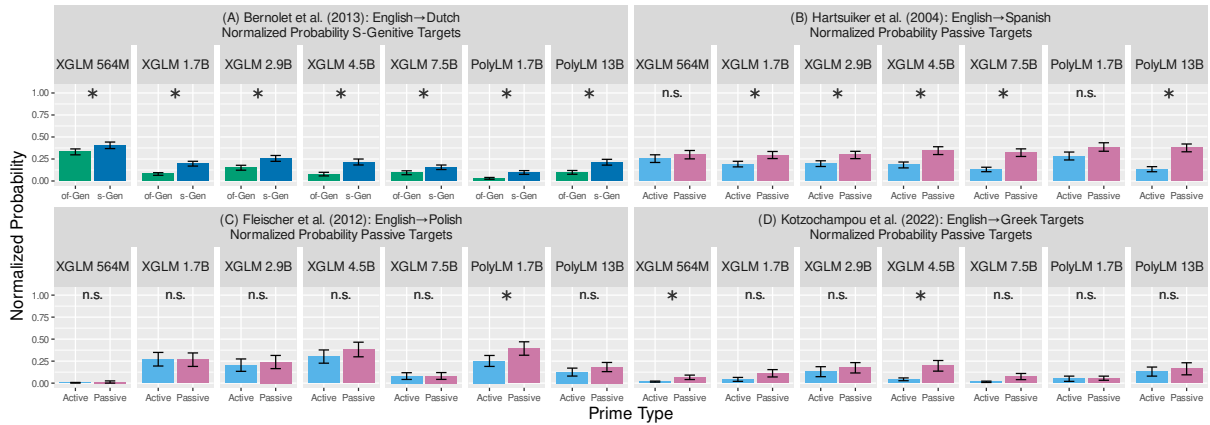 (A) Bernolet et al. (2013): English→Dutch
Normalized Probability S-Genitive Targets
(B) Hartsuiker et al. (2004): English→Spanish
Normalized Probability Passive Targets
XGLM 564M XGLM 1.7B XGLM 2.9B XGLM 4.5B XGLM 7.5B PolyLM 1.7B PolyLM 13B
XGLM 564M XGLM 1.7B XGLM 2.9B XGLM 4.5B XGLM 7.5B PolyLM 1.7B PolyLM 13B
* * * * * * *
n.s. * * * * n.s. *
1.00
0.75
0.50
0.25
0.00
of-Gen s-Gen of-Gen s-Gen of-Gen s-Gen of-Gen s-Gen of-Gen s-Gen of-Gen s-Gen of-Gen s-Gen
Active Passive Active Passive Active Passive Active Passive Active Passive Active Passive Active Passive
Normalized Probability
(C) Fleischer et al. (2012): English→Polish
Normalized Probability Passive Targets
(D) Kotzochampou et al. (2022): English→Greek Targets
Normalized Probability Passive Targets
XGLM 564M XGLM 1.7B XGLM 2.9B XGLM 4.5B XGLM 7.5B PolyLM 1.7B PolyLM 13B
XGLM 564M XGLM 1.7B XGLM 2.9B XGLM 4.5B XGLM 7.5B PolyLM 1.7B PolyLM 13B
n.s. n.s. n.s. n.s. n.s. * n.s.
* n.s. n.s. * n.s. n.s. n.s.
1.00
0.75
0.50
0.25
0.00
Active Passive Active Passive Active Passive Active Passive Active Passive Active Passive Active Passive
Active Passive Active Passive Active Passive Active Passive Active Passive Active Passive Active Passive
Prime Type